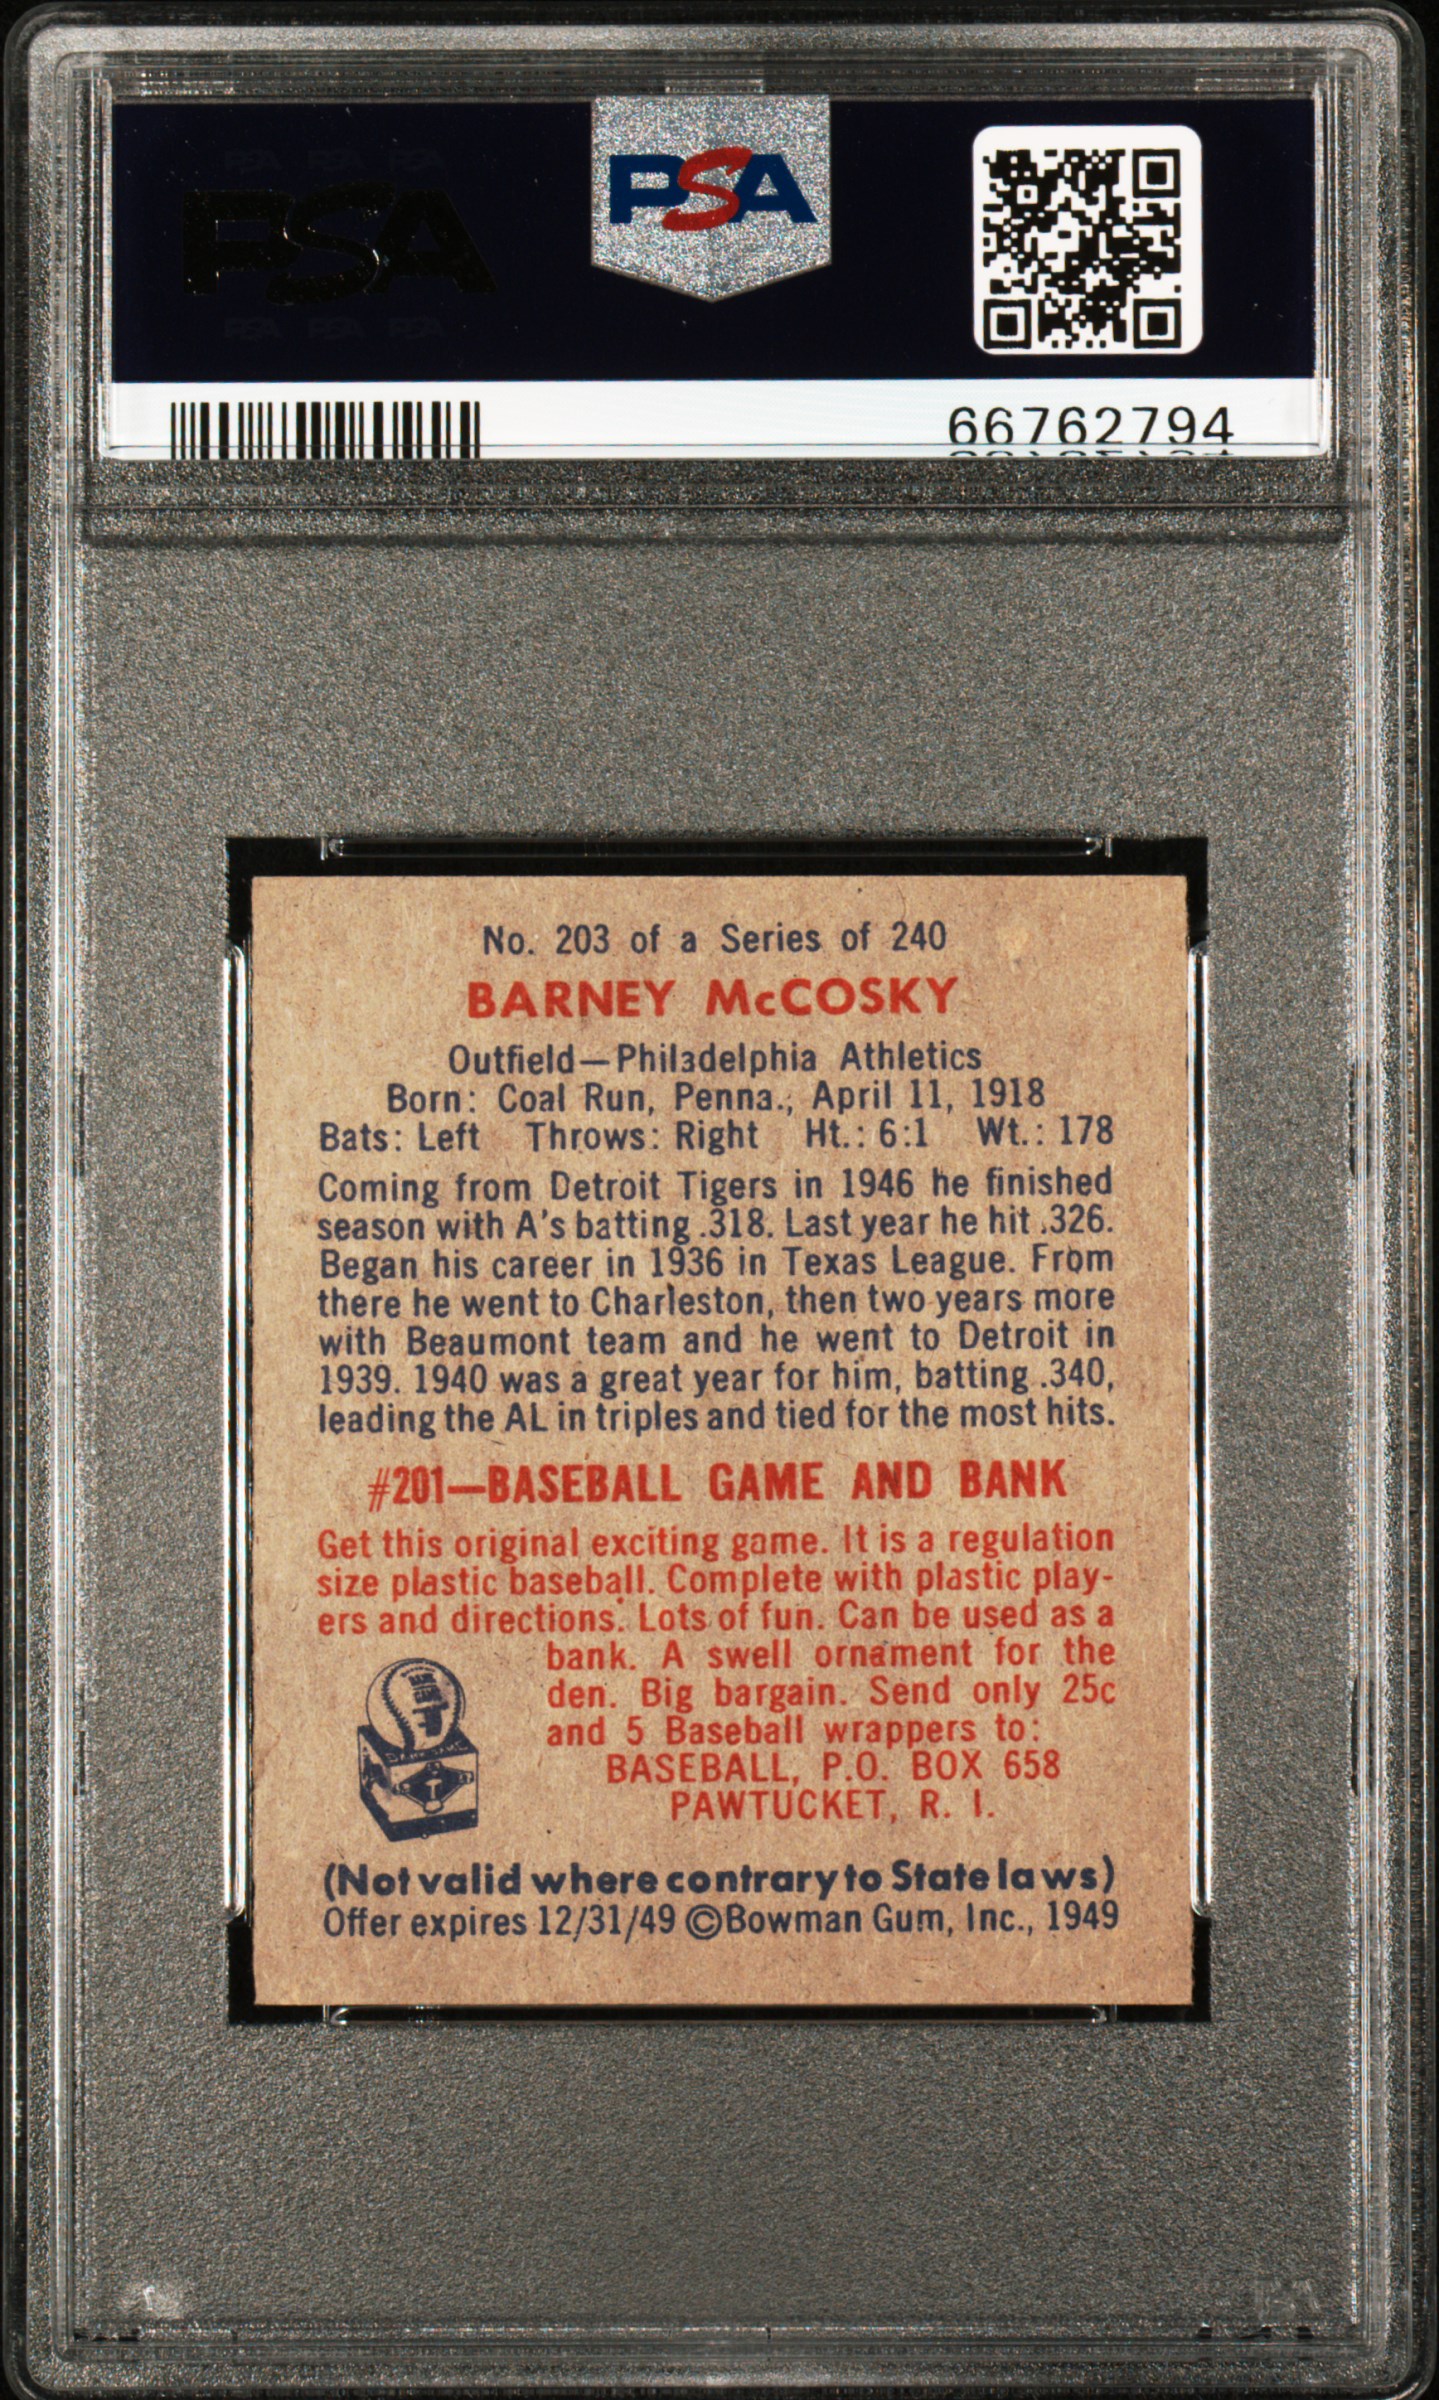 PSA PSA PSA
PSA
PSA PSA PSA
PSA
66762794
No. 203 of a Series of 240
BARNEY McCOSKY
Outfield—Philadelphia Athletics
Born: Coal Run, Penna., April 11, 1918
Bats: Left Throws: Right Ht.: 6:1 Wt.: 178
Coming from Detroit Tigers in 1946 he finished
season with A's batting .318. Last year he hit .326.
Began his career in 1936 in Texas League. From
there he went to Charleston, then two years more
with Beaumont team and he went to Detroit in
1939. 1940 was a great year for him, batting .340,
leading the AL in triples and tied for the most hits.
#201—BASEBALL GAME AND BANK
Get this original exciting game. It is a regulation
size plastic baseball. Complete with plastic play-
ers and directions. Lots of fun. Can be used as a
bank. A swell ornament for the
den. Big bargain. Send only 25c
and 5 Baseball wrappers to:
BASEBALL, P.O. BOX 658
PAWTUCKET, R. I.
(Not valid where contrary to State laws)
Offer expires 12/31/49 ©Bowman Gum, Inc., 1949